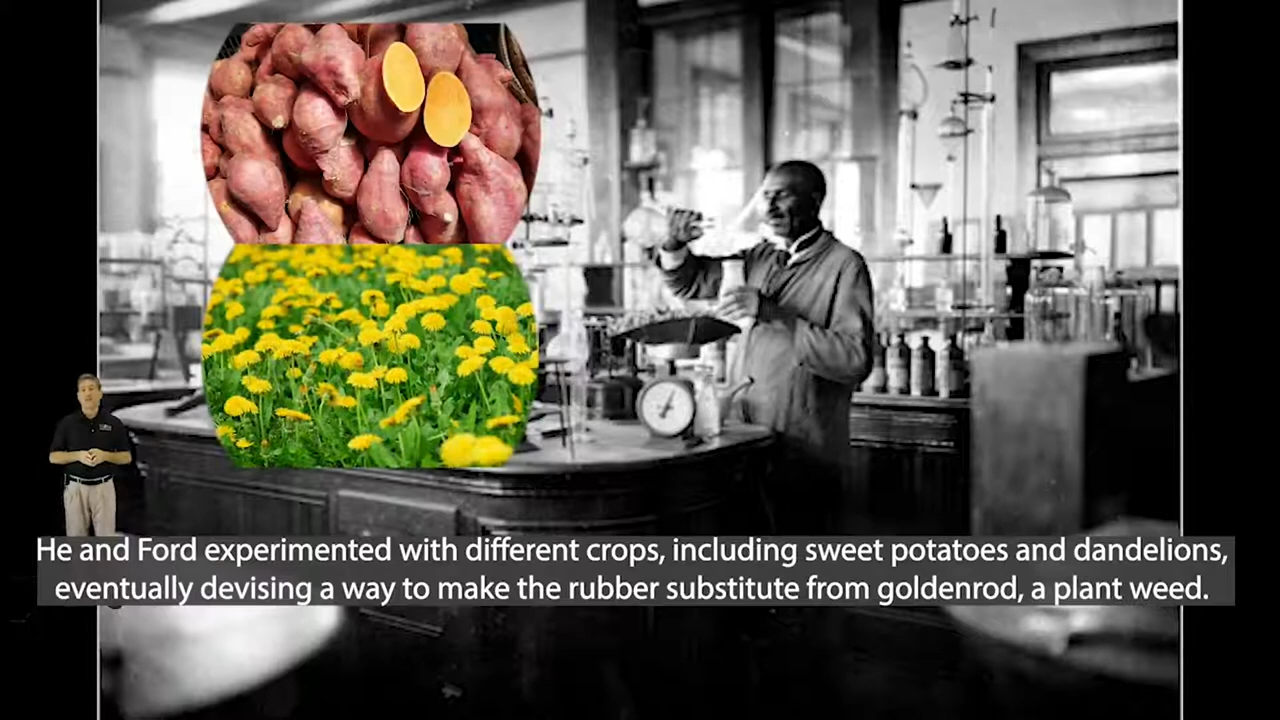 He and Ford experimented with different crops, including sweet potatoes and dandelions,
eventually devising a way to make the rubber substitute from goldenrod, a plant weed.